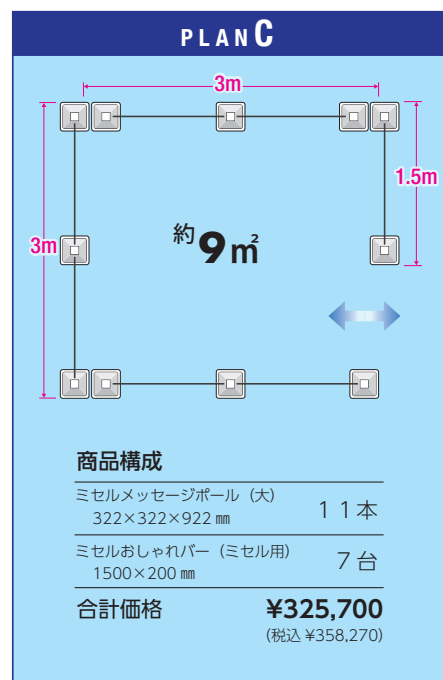 PLAN C
3m
1.5m
3m
約9㎡
商品構成
ミセルメッセージポール（大） １１本
322×322×922㎜
ミセルおしゃれバー（ミセル用） ７台
1500×200㎜
合計価格 ¥325,700
(税込 ¥358,270)